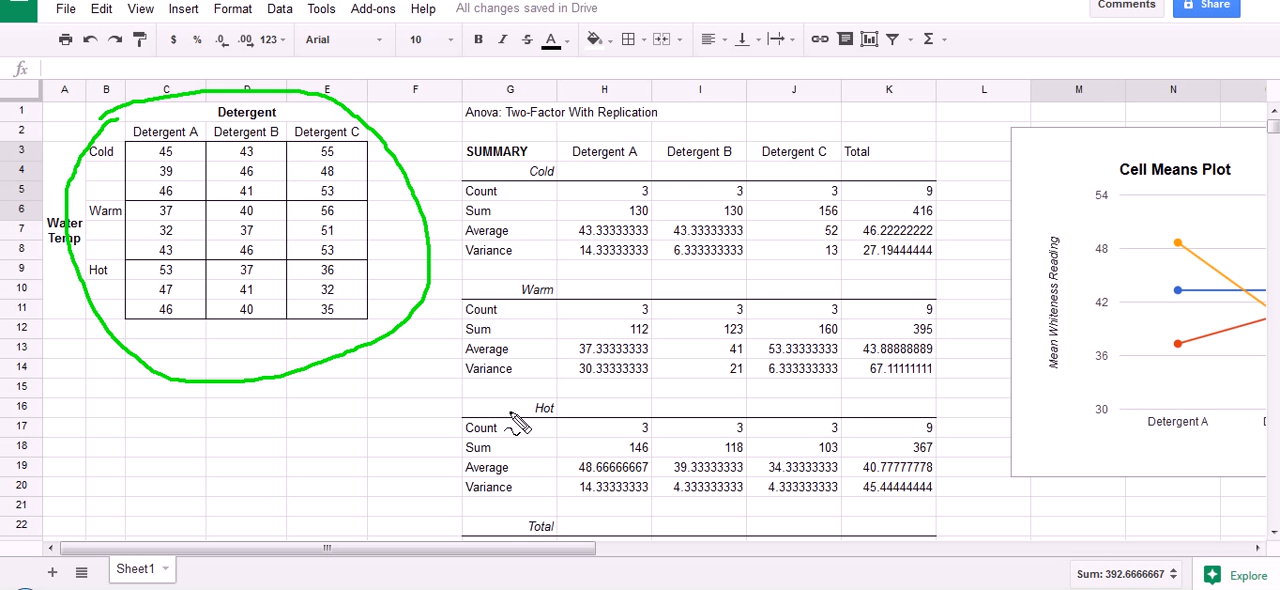 File Edit View Insert Format Data Tools Add-ons Help All changes saved in Drive Comments Share
$ % .0 .00 123 Arial 10 B I S A Σ
fx
A B C D E F G H I J K L M N
1 Detergent Anova: Two-Factor With Replication
2 Detergent A Detergent B Detergent C
3 Cold 45 43 55 SUMMARY Detergent A Detergent B Detergent C Total
4 39 46 48 Cold
5 46 41 53 Count 3 3 3 9
6 Warm 37 40 56 Sum 130 130 156 416
7 Water 32 37 51 Average 43.33333333 43.33333333 52 46.22222222
8 Temp 43 46 53 Variance 14.33333333 6.333333333 13 27.19444444
9 Hot 53 37 36
10 47 41 32 Warm
11 46 40 35 Count 3 3 3 9
12 Sum 112 123 160 395
13 Average 37.33333333 41 53.33333333 43.88888889
14 Variance 30.33333333 21 6.333333333 67.11111111
15
16 Hot
17 Count 3 3 3 9
18 Sum 146 118 103 367
19 Average 48.66666667 39.33333333 34.33333333 40.77777778
20 Variance 14.33333333 4.333333333 4.333333333 45.44444444
21
22 Total
Cell Means Plot
Mean Whiteness Reading
54
48
42
36
30
Detergent A
Sheet1 Sum: 392.6666667 Explore